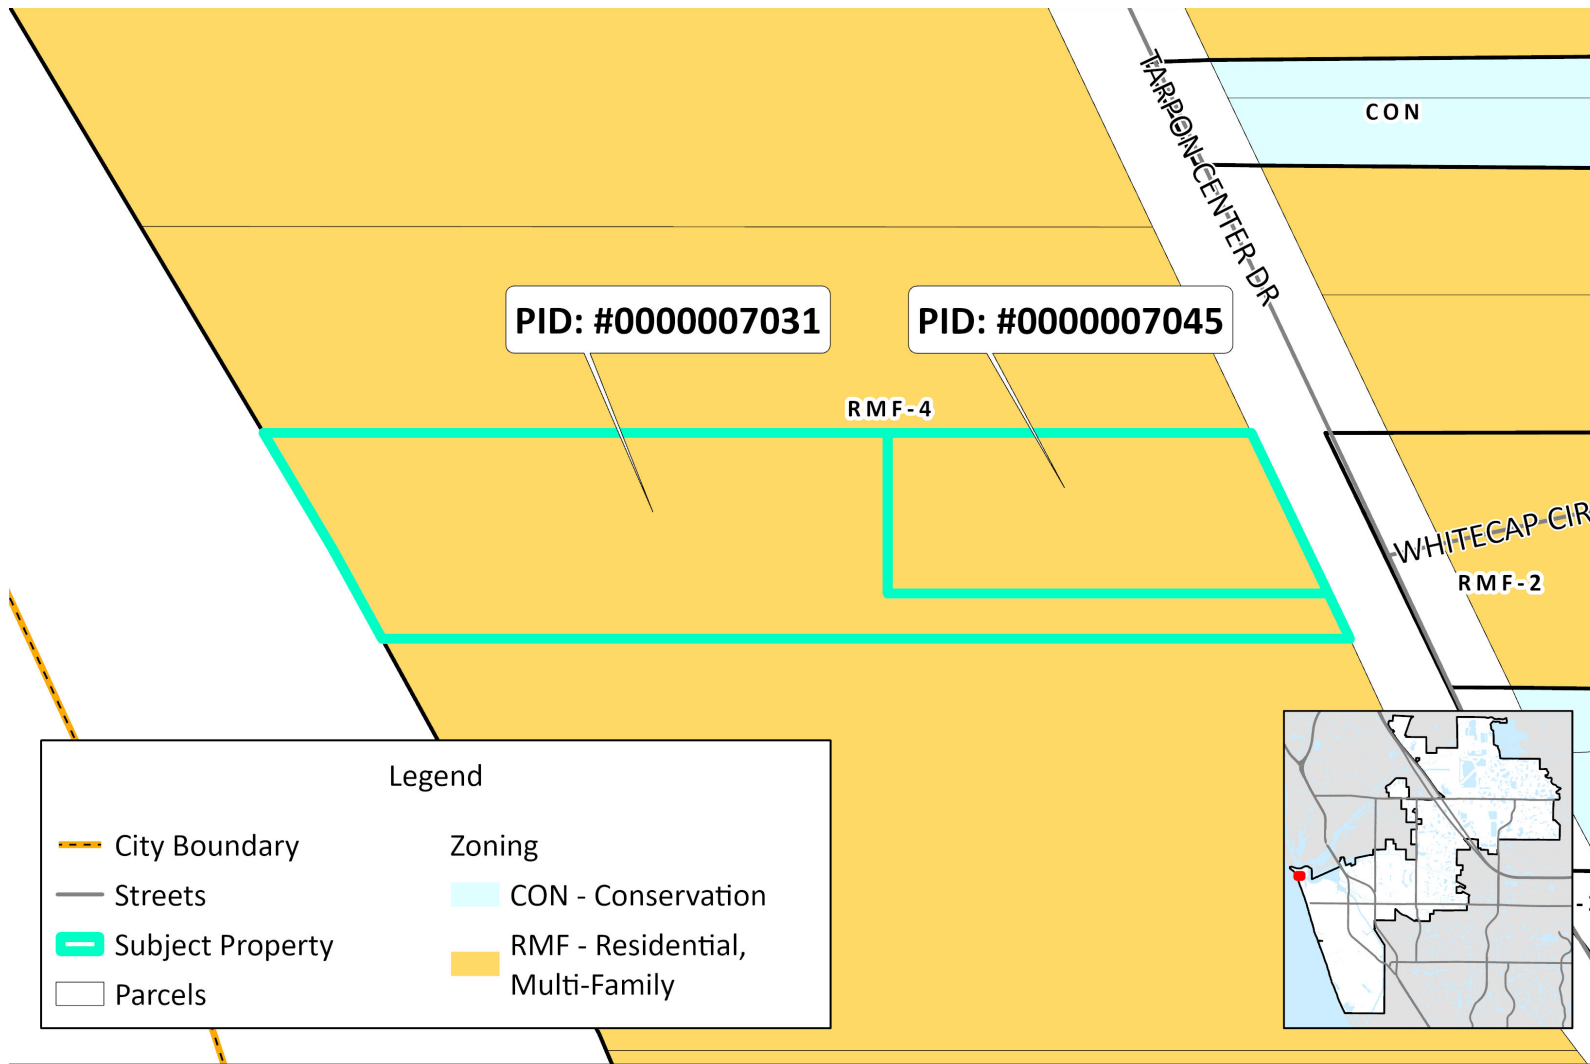 TARPON CENTER DR
CON
PID: #0000007031
PID: #0000007045
RMF-4
WHITECAP CIR
RMF-2
Legend
City Boundary
Streets
Subject Property
Parcels
Zoning
CON - Conservation
RMF - Residential,
Multi-Family